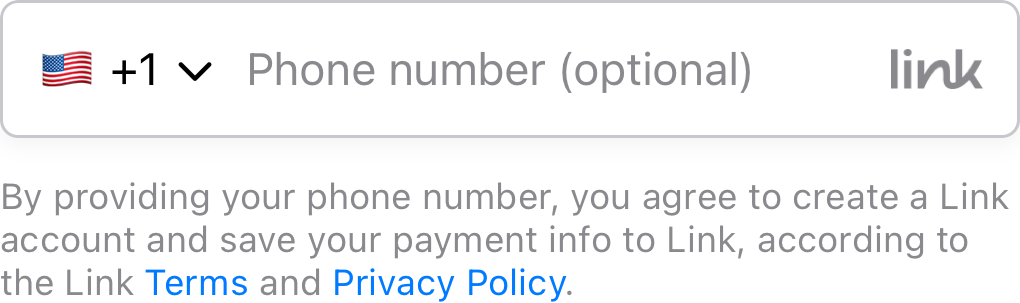 +1 Phone number (optional) link
By providing your phone number, you agree to create a Link
account and save your payment info to Link, according to
the Link Terms and Privacy Policy.